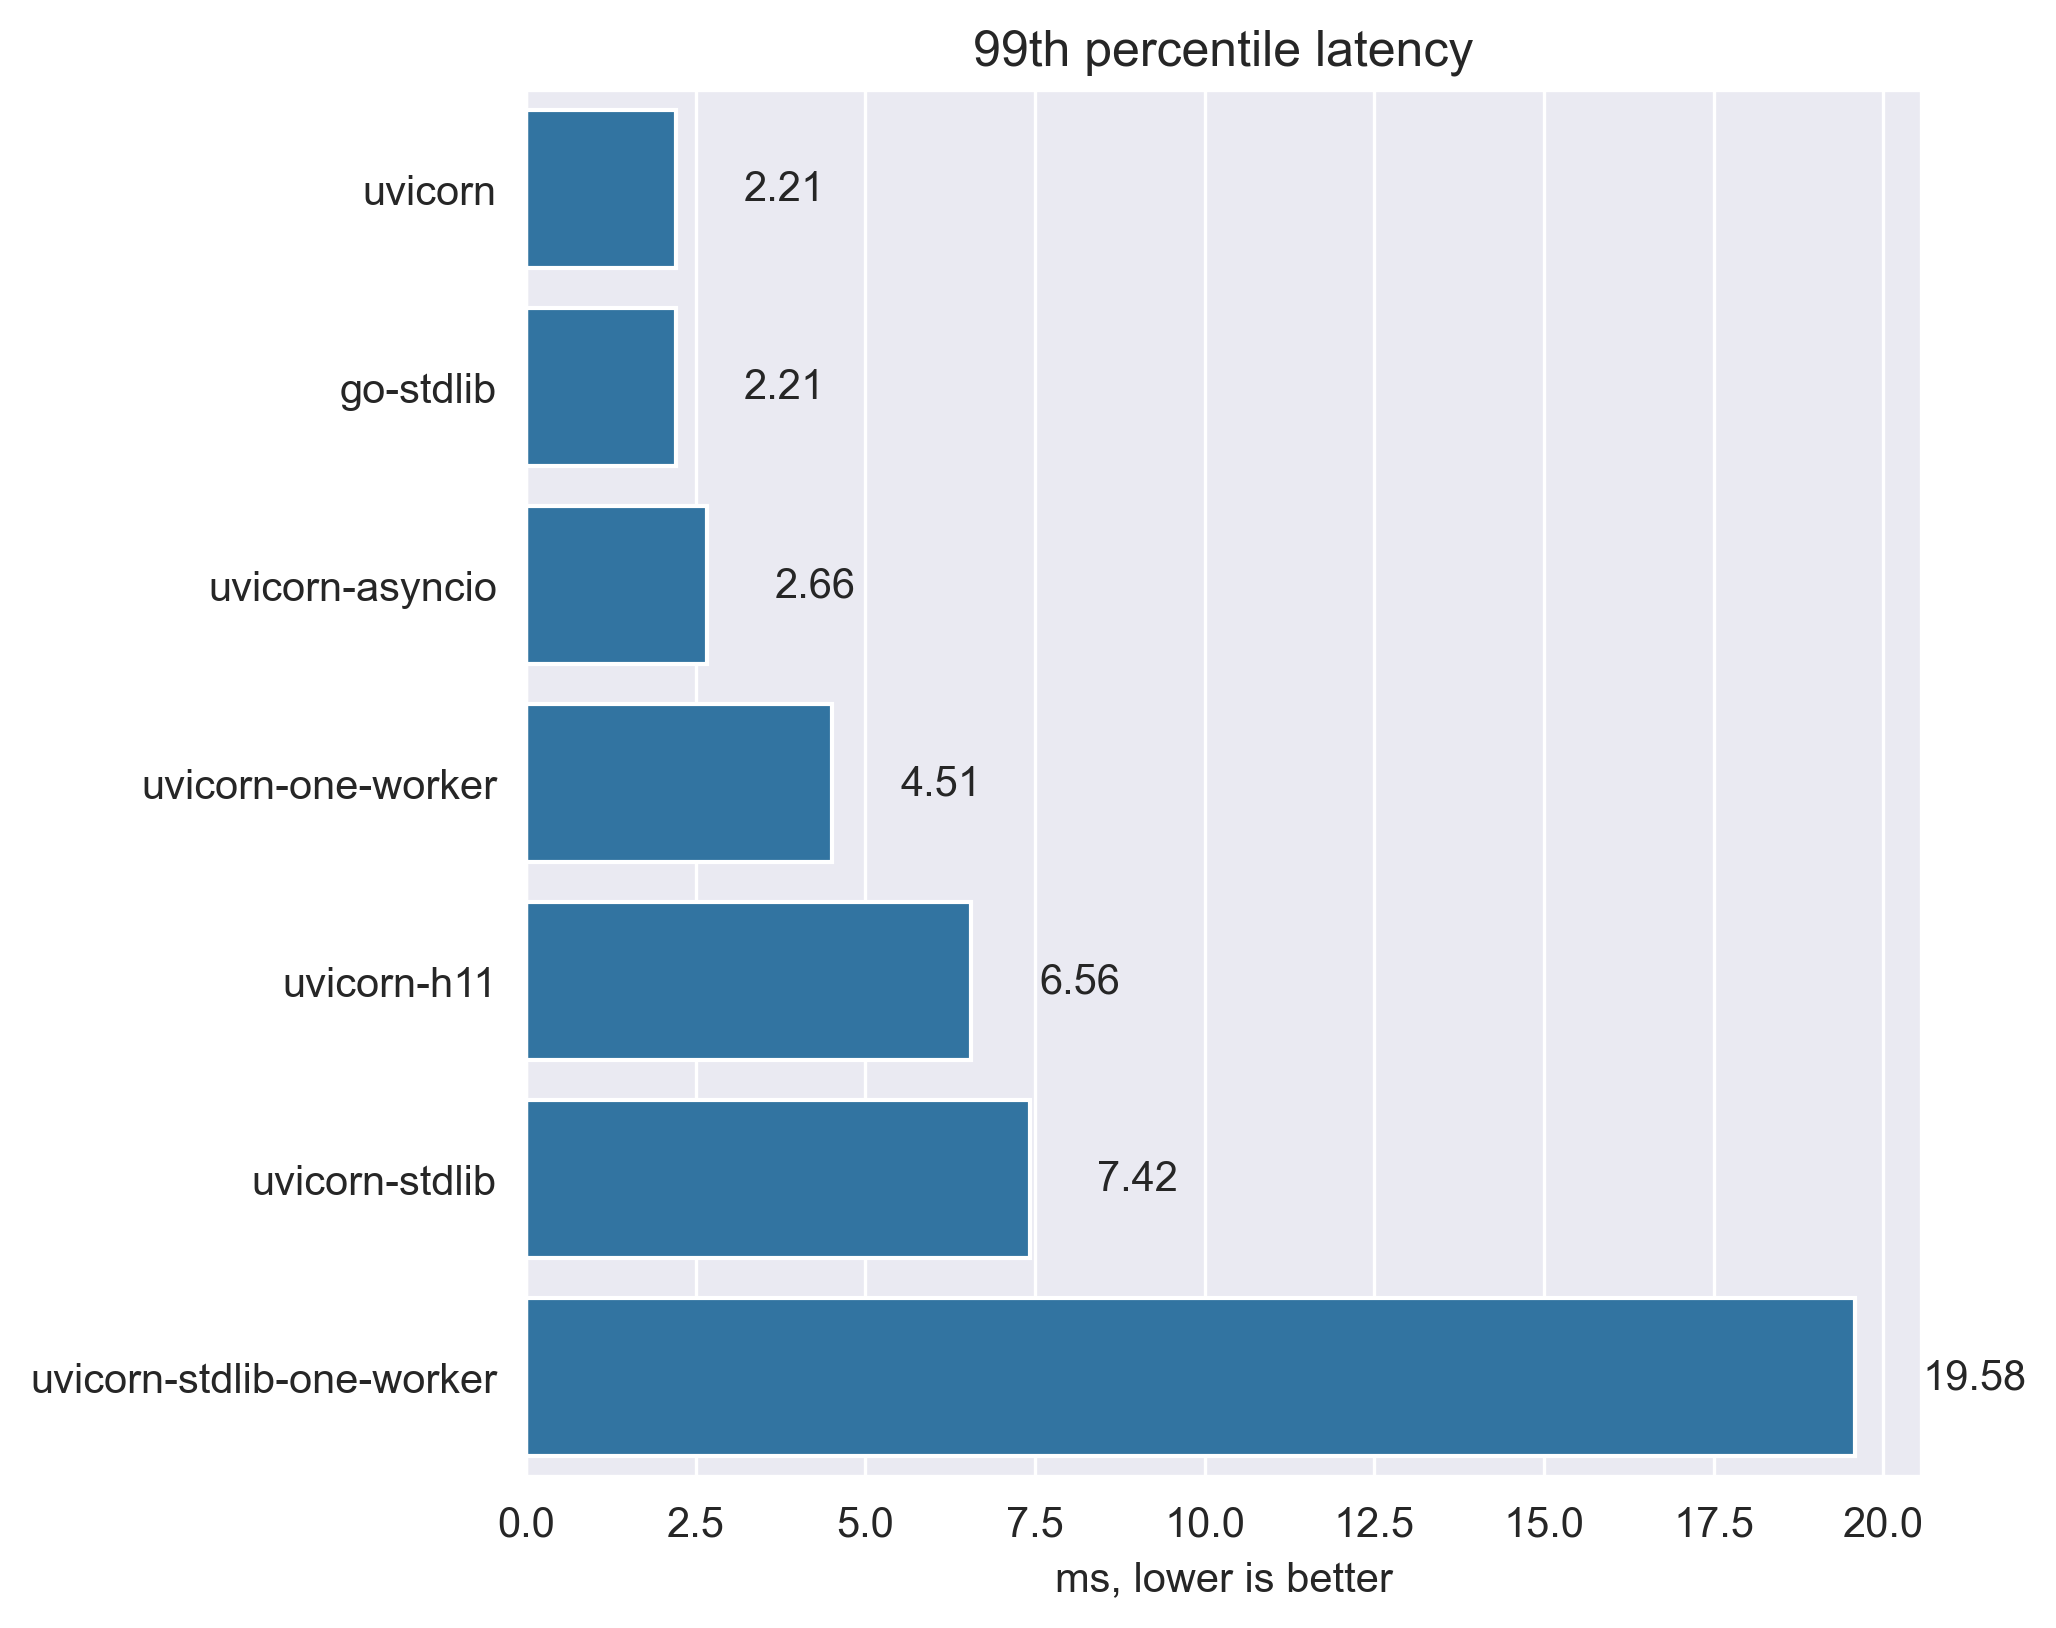 99th percentile latency
uvicorn 2.21
go-stdlib 2.21
uvicorn-asyncio 2.66
uvicorn-one-worker 4.51
uvicorn-h11 6.56
uvicorn-stdlib 7.42
uvicorn-stdlib-one-worker 19.58
0.0 2.5 5.0 7.5 10.0 12.5 15.0 17.5 20.0
ms, lower is better